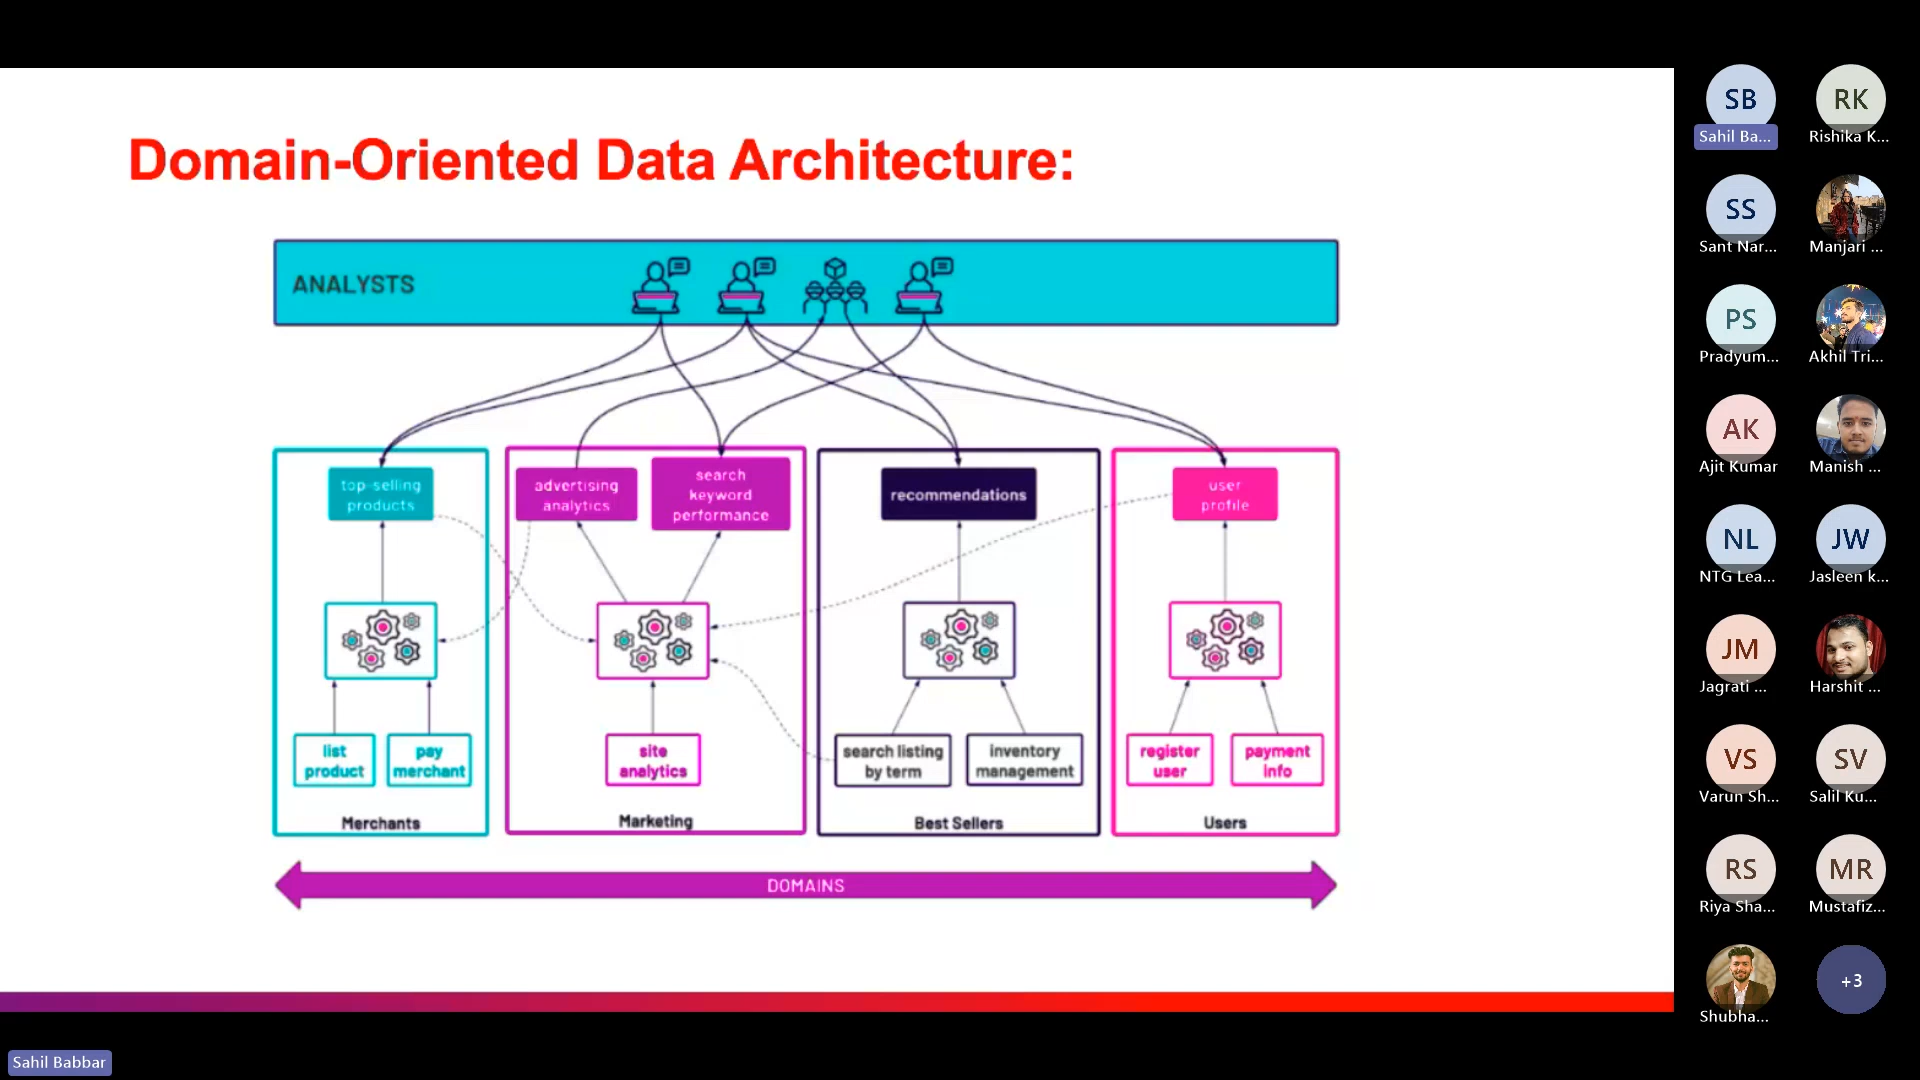 Domain-Oriented Data Architecture:
ANALYSTS
top-selling
products
advertising
analytics
search
keyword
performance
recommendations
user
profile
list
product
pay
merchant
site
analytics
search listing
by term
inventory
management
register
user
payment
info
Merchants
Marketing
Best Sellers
Users
DOMAINS
SB
Sahil Ba...
RK
Rishika K...
SS
Sant Nar...
Manjari ...
PS
Pradyum...
Akhil Tri...
AK
Ajit Kumar
Manish ...
NL
NTG Lea...
JW
Jasleen k...
JM
Jagrati ...
Harshit ...
VS
Varun Sh...
SV
Salil Ku...
RS
Riya Sha...
MR
Mustafiz...
Shubha...
+3
Sahil Babbar